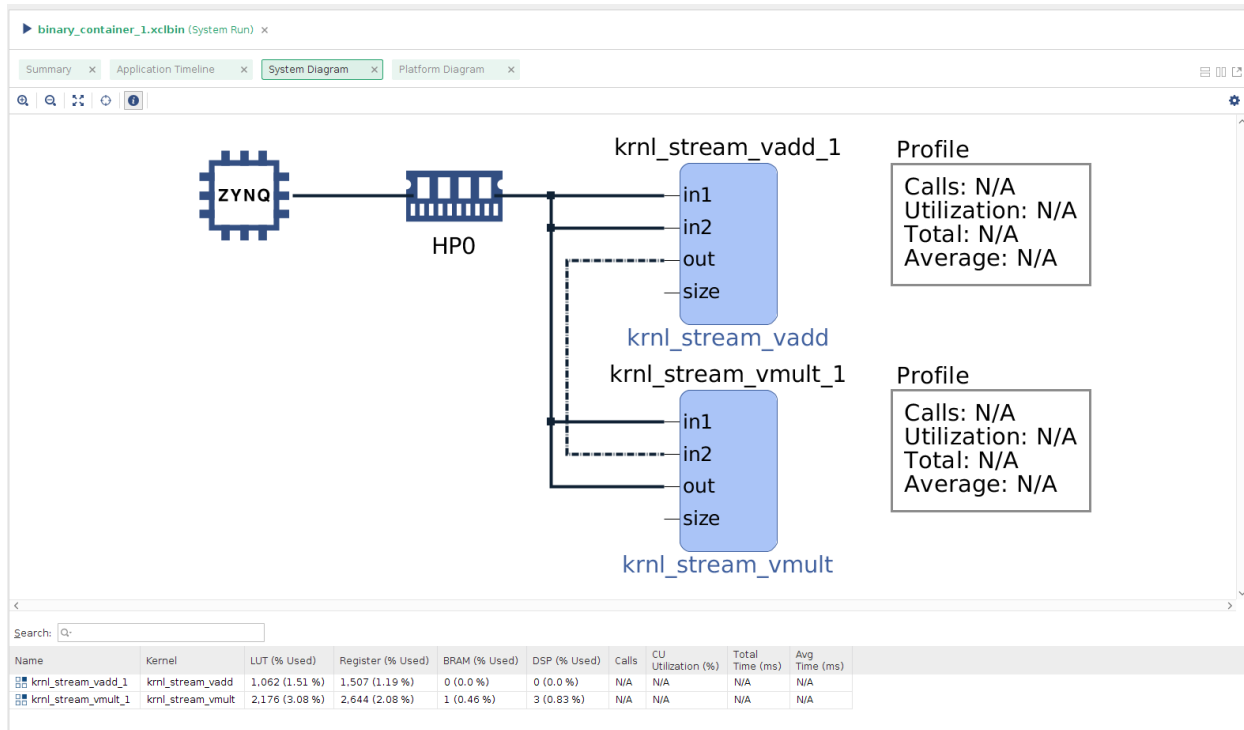 binary_container_1.xclbin (System Run) ×
Summary × Application Timeline × System Diagram × Platform Diagram ×
ZYNQ
HP0
krnl_stream_vadd_1
in1
in2
out
size
krnl_stream_vadd
Profile
Calls: N/A
Utilization: N/A
Total: N/A
Average: N/A
krnl_stream_vmult_1
in1
in2
out
size
krnl_stream_vmult
Profile
Calls: N/A
Utilization: N/A
Total: N/A
Average: N/A
Search:
Name Kernel LUT (% Used) Register (% Used) BRAM (% Used) DSP (% Used) Calls CU Utilization (%) Total Time (ms) Avg Time (ms)
krnl_stream_vadd_1 krnl_stream_vadd 1,062 (1.51 %) 1,507 (1.19 %) 0 (0.0 %) 0 (0.0 %) N/A N/A N/A N/A
krnl_stream_vmult_1 krnl_stream_vmult 2,176 (3.08 %) 2,644 (2.08 %) 1 (0.46 %) 3 (0.83 %) N/A N/A N/A N/A